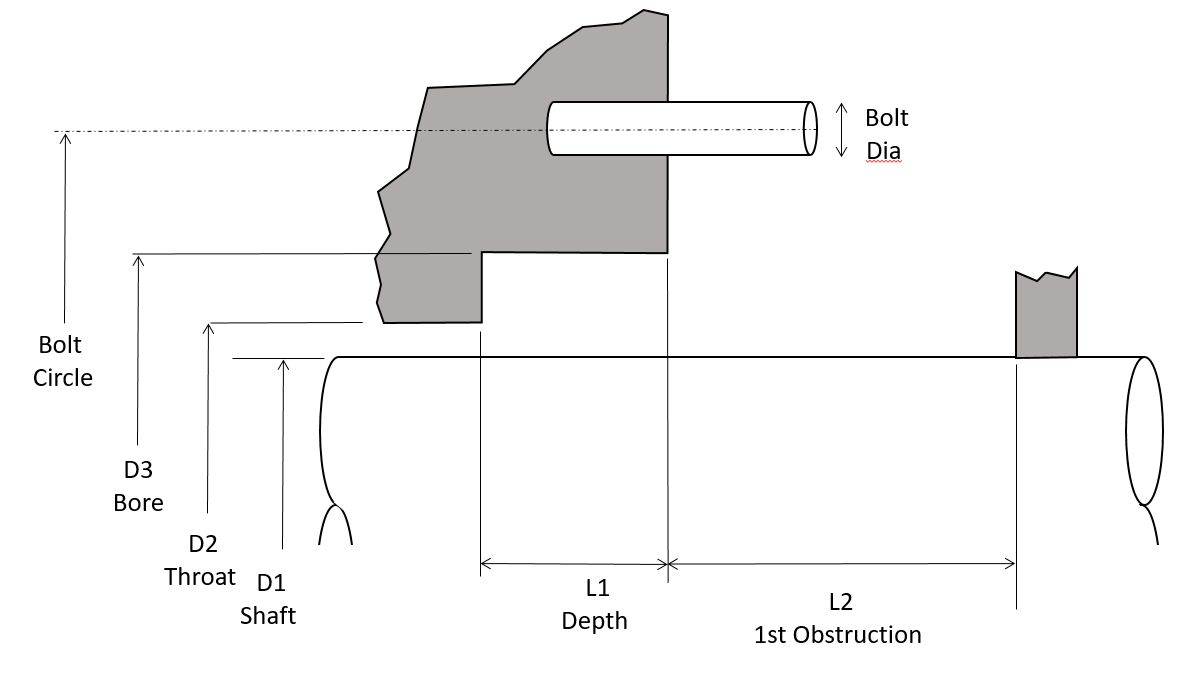 Bolt
Dia
Bolt
Circle
D3
Bore
D2
Throat
D1
Shaft
L1
Depth
L2
1st Obstruction